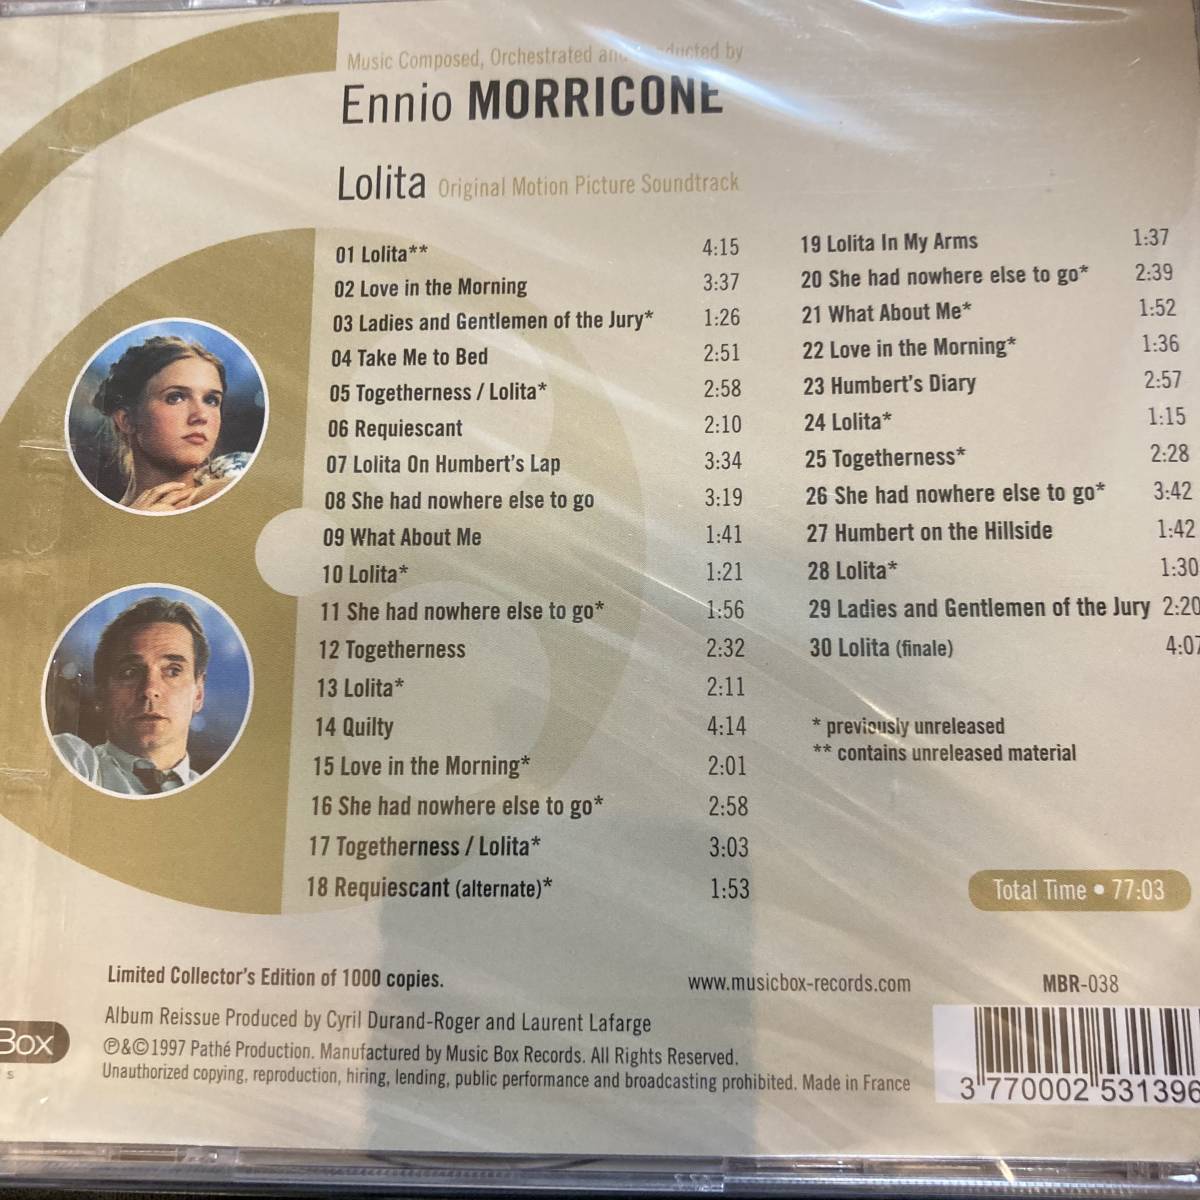 Music Composed, Orchestrated and Conducted by
Ennio MORRICONE
Lolita Original Motion Picture Soundtrack
01 Lolita** 4:15
02 Love in the Morning 3:37
03 Ladies and Gentlemen of the Jury* 1:26
04 Take Me to Bed 2:51
05 Togetherness / Lolita* 2:58
06 Requiescant 2:10
07 Lolita On Humbert's Lap 3:34
08 She had nowhere else to go 3:19
09 What About Me 1:41
10 Lolita* 1:21
11 She had nowhere else to go* 1:56
12 Togetherness 2:32
13 Lolita* 2:11
14 Quilty 4:14
15 Love in the Morning* 2:01
16 She had nowhere else to go* 2:58
17 Togetherness / Lolita* 3:03
18 Requiescant (alternate)* 1:53
19 Lolita In My Arms 1:37
20 She had nowhere else to go* 2:39
21 What About Me* 1:52
22 Love in the Morning* 1:36
23 Humbert's Diary 2:57
24 Lolita* 1:15
25 Togetherness* 2:28
26 She had nowhere else to go* 3:42
27 Humbert on the Hillside 1:42
28 Lolita* 1:30
29 Ladies and Gentlemen of the Jury 2:20
30 Lolita (finale) 4:07
* previously unreleased
** contains unreleased material
Total Time • 77:03
Limited Collector's Edition of 1000 copies.
www.musicbox-records.com
MBR-038
Album Reissue Produced by Cyril Durand-Roger and Laurent Lafarge
℗&©1997 Pathé Production. Manufactured by Music Box Records. All Rights Reserved.
Unauthorized copying, reproduction, hiring, lending, public performance and broadcasting prohibited. Made in France
Box
s
3 770002 531396